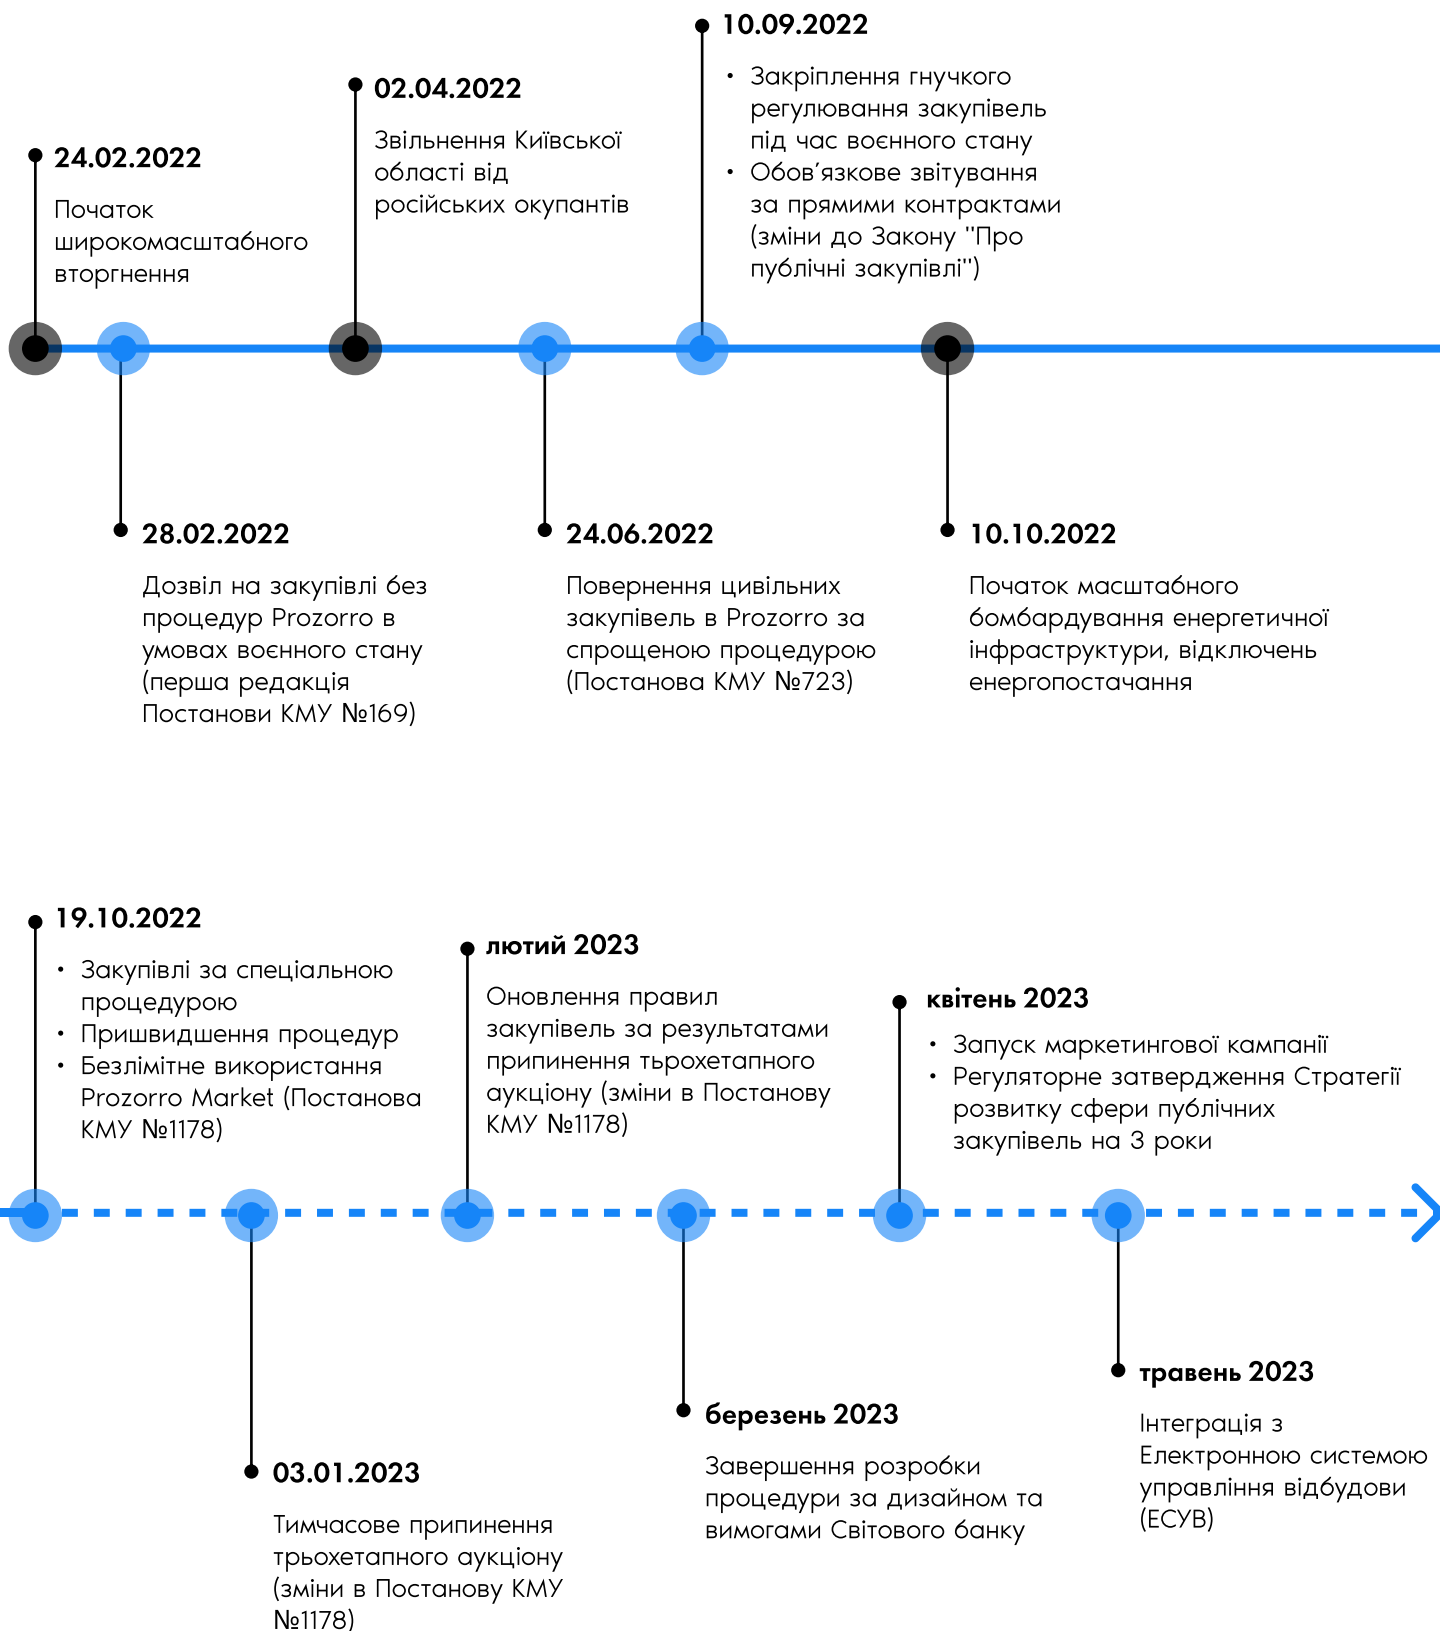 24.02.2022
Початок
широкомасштабного
вторгнення
28.02.2022
Дозвіл на закупівлі без
процедур Prozorro в
умовах воєнного стану
(перша редакція
Постанови КМУ №169)
02.04.2022
Звільнення Київської
області від
російських окупантів
24.06.2022
Повернення цивільних
закупівель в Prozorro за
спрощеною процедурою
(Постанова КМУ №723)
10.09.2022
• Закріплення гнучкого
регулювання закупівель
під час воєнного стану
• Обов’язкове звітування
за прямими контрактами
(зміни до Закону "Про
публічні закупівлі")
10.10.2022
Початок масштабного
бомбардування енергетичної
інфраструктури, відключень
енергопостачання
19.10.2022
• Закупівлі за спеціальною
процедурою
• Пришвидшення процедур
• Безлімітне використання
Prozorro Market (Постанова
КМУ №1178)
03.01.2023
Тимчасове припинення
трьохетапного аукціону
(зміни в Постанову КМУ
№1178)
лютий 2023
Оновлення правил
закупівель за результатами
припинення тьрохетапного
аукціону (зміни в Постанову
КМУ №1178)
березень 2023
Завершення розробки
процедури за дизайном та
вимогами Світового банку
квітень 2023
• Запуск маркетингової кампанії
• Регуляторне затвердження Стратегії
розвитку сфери публічних
закупівель на 3 роки
травень 2023
Інтеграція з
Електронною системою
управління відбудови
(ЕСУВ)